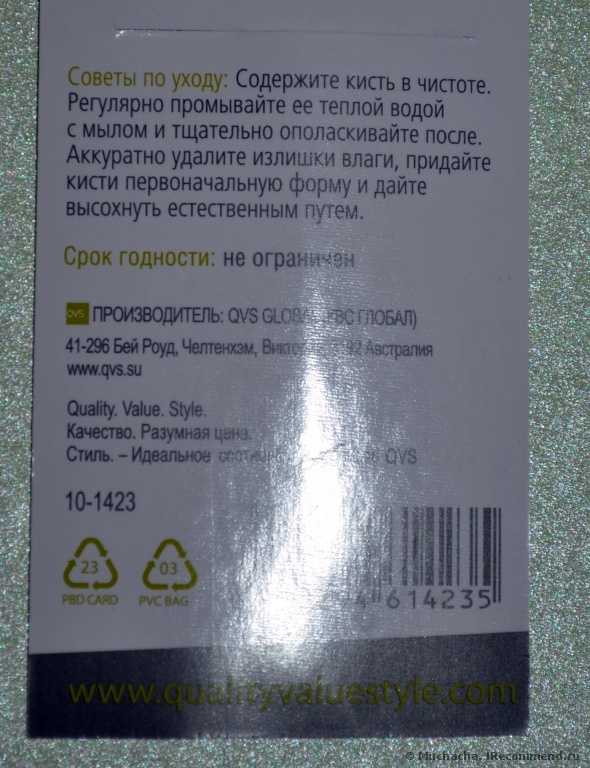 Советы по уходу: Содержите кисть в чистоте.
Регулярно промывайте ее теплой водой
с мылом и тщательно ополаскивайте после.
Аккуратно удалите излишки влаги, придайте
кисти первоначальную форму и дайте
высохнуть естественным путем.
Срок годности: не ограничен
QVS ПРОИЗВОДИТЕЛЬ: QVS ГЛОБАЛ)
41-296 Бей Роуд, Челтенхэм, Австралия
www.qvs.su
Quality. Value. Style.
Качество. Разумная цена.
Стиль. – Идеальное QVS
10-1423
23 03
PBD CARD PVC BAG
4 614235
www.qualityvaluestyle.com
© Muchacha, IRecommend.ru